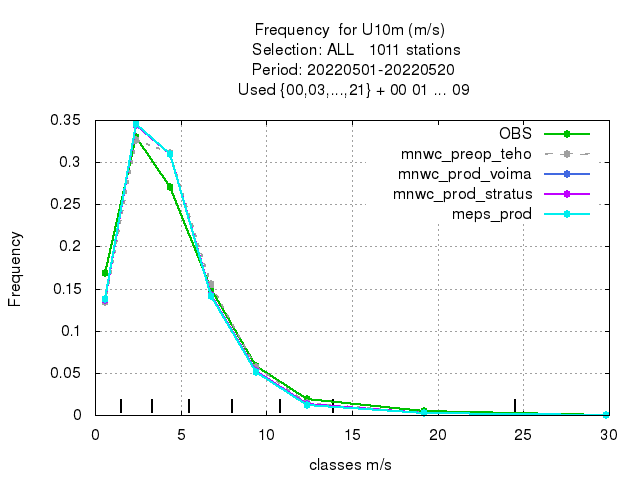 Frequency  for U10m (m/s)
Selection: ALL   1011 stations
Period: 20220501-20220520
Used {00,03,...,21} + 00 01 ... 09
0.35
0.3
0.25
0.2
0.15
0.1
0.05
0
Frequency
OBS
mnwc_preop_teho
mnwc_prod_voima
mnwc_prod_stratus
meps_prod
0 5 10 15 20 25 30
classes m/s